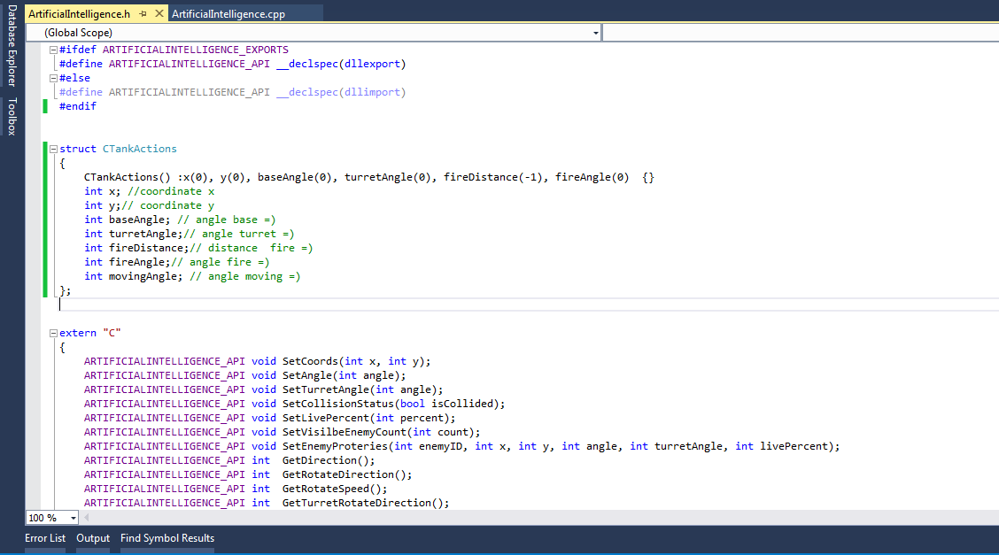 Database Explorer
Toolbox
ArtificialIntelligence.h
ArtificialIntelligence.cpp
(Global Scope)
#ifdef ARTIFICIALINTELLIGENCE_EXPORTS
#define ARTIFICIALINTELLIGENCE_API __declspec(dllexport)
#else
#define ARTIFICIALINTELLIGENCE_API __declspec(dllimport)
#endif
struct CTankActions
{
CTankActions() :x(0), y(0), baseAngle(0), turretAngle(0), fireDistance(-1), fireAngle(0)  {}
int x; //coordinate x
int y;// coordinate y
int baseAngle; // angle base =)
int turretAngle;// angle turret =)
int fireDistance;// distance  fire =)
int fireAngle;// angle fire =)
int movingAngle; // angle moving =)
};
extern "C"
{
ARTIFICIALINTELLIGENCE_API void SetCoords(int x, int y);
ARTIFICIALINTELLIGENCE_API void SetAngle(int angle);
ARTIFICIALINTELLIGENCE_API void SetTurretAngle(int angle);
ARTIFICIALINTELLIGENCE_API void SetCollisionStatus(bool isCollided);
ARTIFICIALINTELLIGENCE_API void SetLivePercent(int percent);
ARTIFICIALINTELLIGENCE_API void SetVisilbeEnemyCount(int count);
ARTIFICIALINTELLIGENCE_API void SetEnemyProteries(int enemyID, int x, int y, int angle, int turretAngle, int livePercent);
ARTIFICIALINTELLIGENCE_API int  GetDirection();
ARTIFICIALINTELLIGENCE_API int  GetRotateDirection();
ARTIFICIALINTELLIGENCE_API int  GetRotateSpeed();
ARTIFICIALINTELLIGENCE_API int  GetTurretRotateDirection();
100 %
Error List Output Find Symbol Results